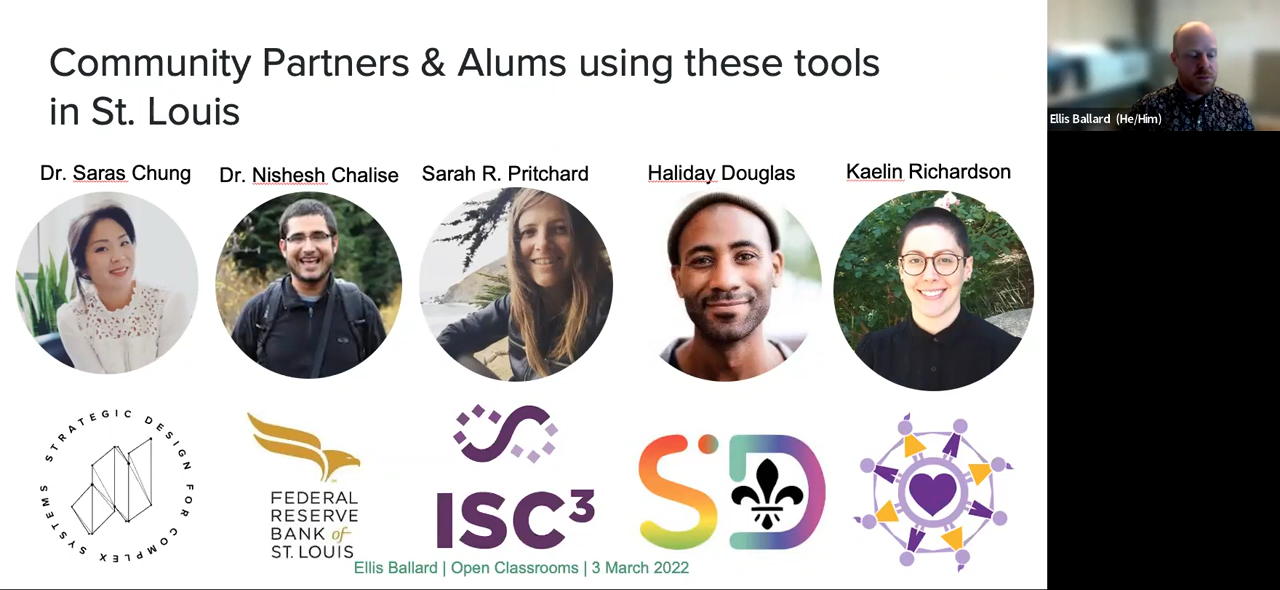 Community Partners & Alums using these tools
in St. Louis
Ellis Ballard (He/Him)
Dr. Saras Chung
Dr. Nishesh Chalise
Sarah R. Pritchard
Haliday Douglas
Kaelin Richardson
STRATEGIC DESIGN FOR COMPLEX SYSTEMS
FEDERAL
RESERVE
BANK of
ST. LOUIS
ISC³
SD
Ellis Ballard | Open Classrooms | 3 March 2022